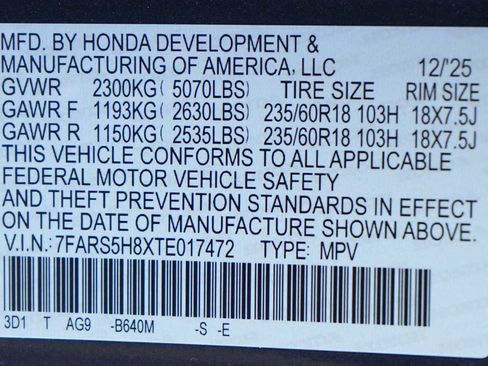 MFD. BY HONDA DEVELOPMENT &
MANUFACTURING OF AMERICA, LLC 12/'25
GVWR 2300KG( 5070LBS) TIRE SIZE RIM SIZE
GAWR F 1193KG( 2630LBS) 235/60R18 103H 18X7.5J
GAWR R 1150KG( 2535LBS) 235/60R18 103H 18X7.5J
THIS VEHICLE CONFORMS TO ALL APPLICABLE
FEDERAL MOTOR VEHICLE SAFETY
AND THEFT PREVENTION STANDARDS IN EFFECT
ON THE DATE OF MANUFACTURE SHOWN ABOVE.
V.I.N.:7FARS5H8XTE017472 TYPE: MPV
3D1 T AG9 -B640M -S -E